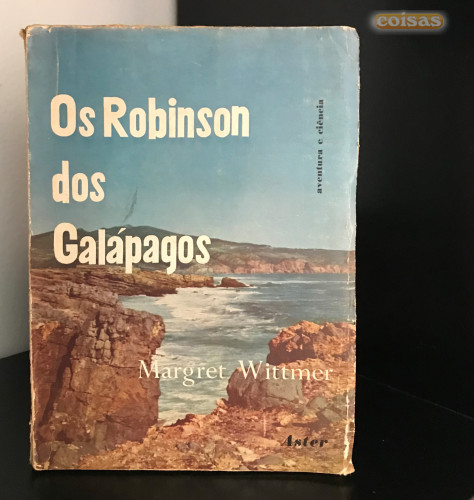 coisas
Os Robinson
dos
Galápagos
aventura e ciência
Margret Wittmer
Aster